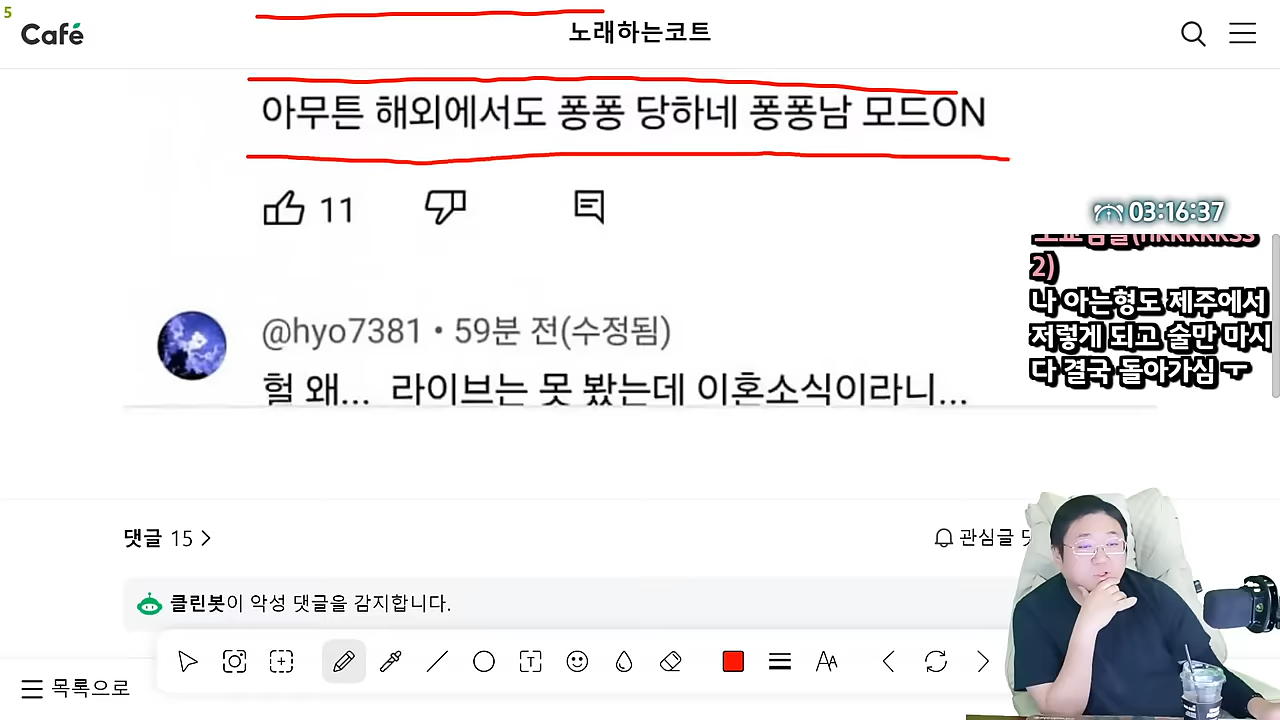 5
Café
노래하는코트
아무튼 해외에서도 퐁퐁 당하네 퐁퐁남 모드ON
11
03:16:37
2)
나 아는형도 제주에서
저렇게 되고 술만 마시
다 결국 돌아가심 ㅜ
@hyo7381 • 59분 전(수정됨)
헐 왜... 라이브는 못 봤는데 이혼소식이라니...
댓글 15
관심글
클린봇이 악성 댓글을 감지합니다.
목록으로